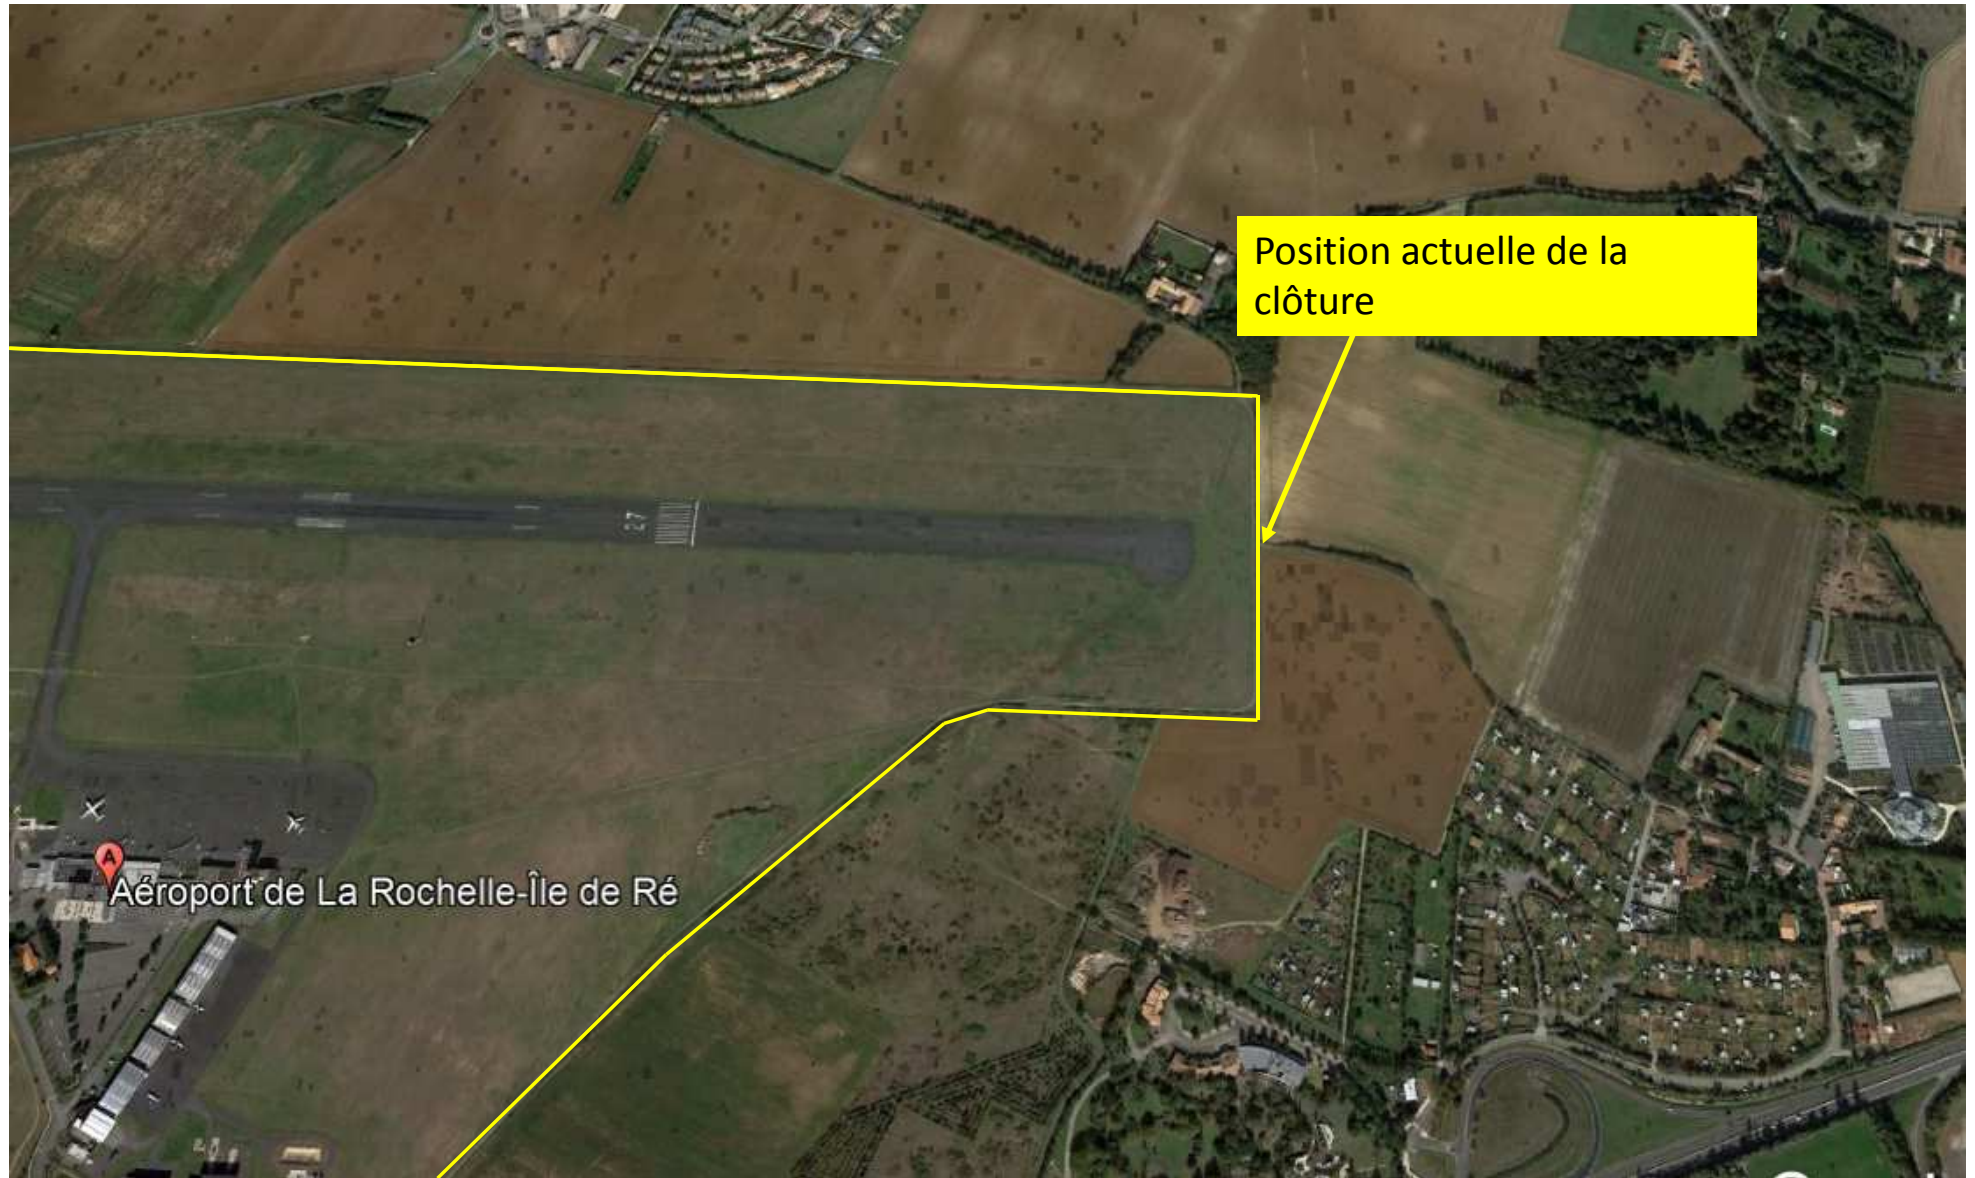 Position actuelle de la
clôture
27
A
Aéroport de La Rochelle-Île de Ré